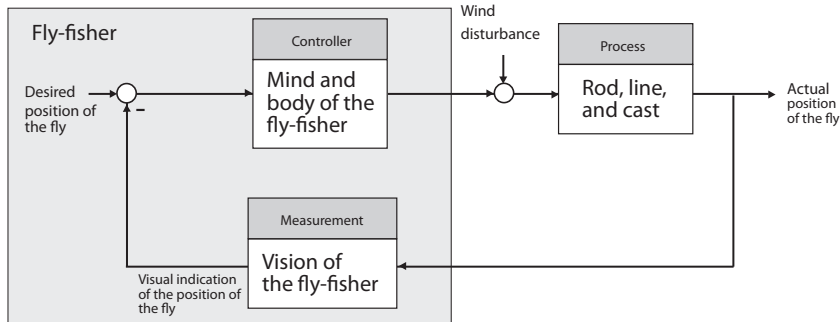 Fly-fisher
Controller
Mind and
body of the
fly-fisher
Wind
disturbance
Process
Rod, line,
and cast
Desired
position of
the fly
–
Actual
position
of the fly
Measurement
Vision of
the fly-fisher
Visual indication
of the position of
the fly